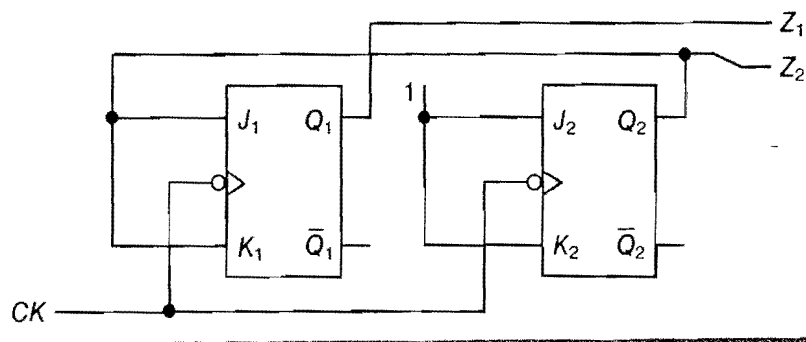 Z₁
Z₂
1
J₁ Q₁
J₂ Q₂
K₁ Q̅₁
K₂ Q̅₂
CK